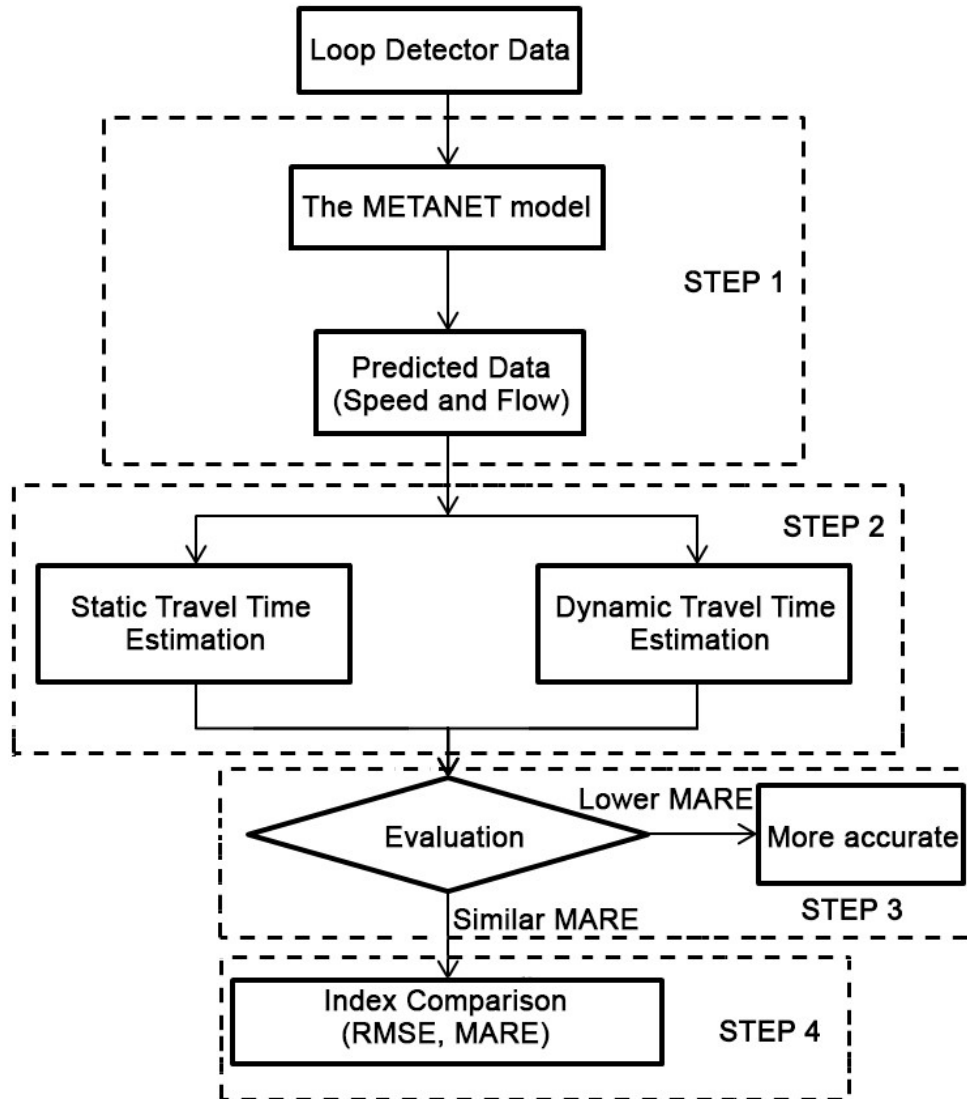 Loop Detector Data
The METANET model
STEP 1
Predicted Data
(Speed and Flow)
STEP 2
Static Travel Time
Estimation
Dynamic Travel Time
Estimation
Lower MARE
Evaluation
More accurate
STEP 3
Similar MARE
Index Comparison
(RMSE, MARE)
STEP 4